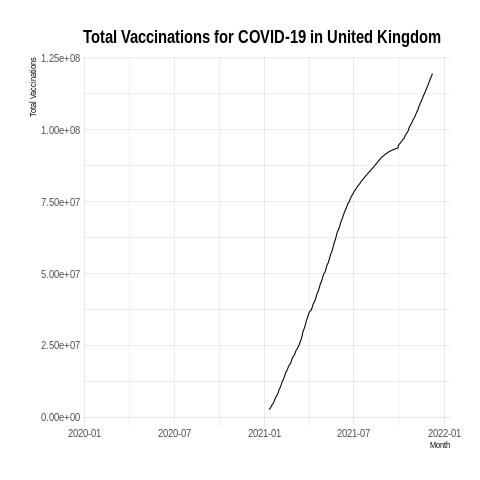 Total Vaccinations for COVID-19 in United Kingdom
Total Vaccinations
1.25e+08
1.00e+08
7.50e+07
5.00e+07
2.50e+07
0.00e+00
2020-01 2020-07 2021-01 2021-07 2022-01
Month